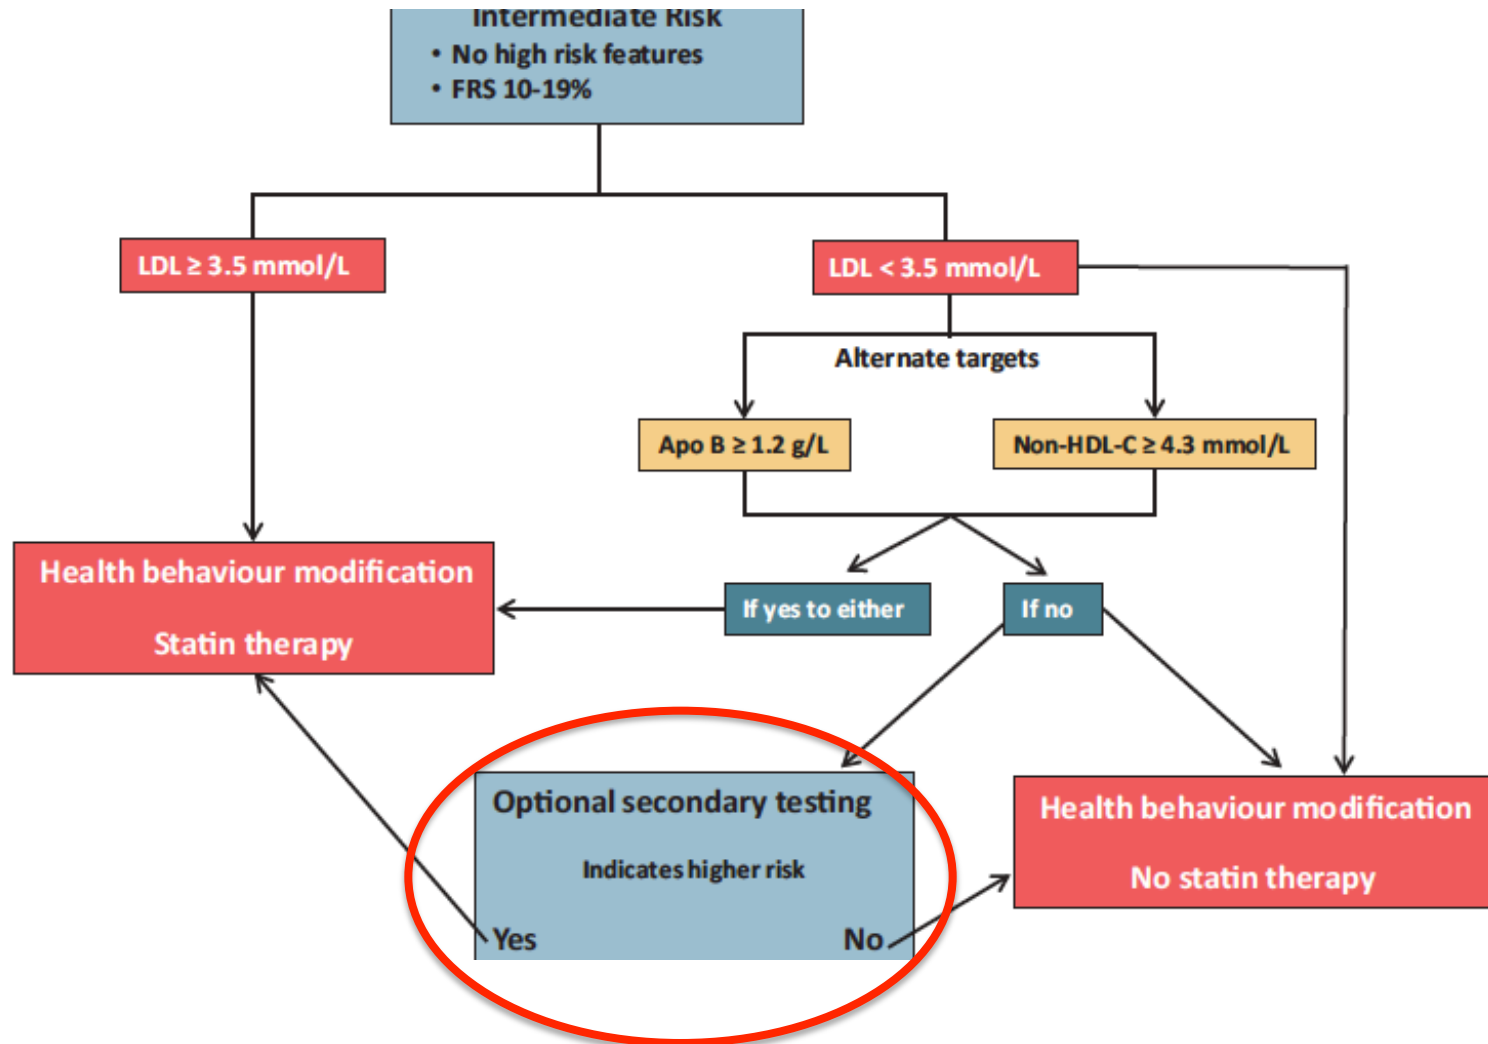 Intermediate Risk
• No high risk features
• FRS 10-19%
LDL ≥ 3.5 mmol/L
LDL < 3.5 mmol/L
Alternate targets
Apo B ≥ 1.2 g/L
Non-HDL-C ≥ 4.3 mmol/L
Health behaviour modification
Statin therapy
If yes to either
If no
Optional secondary testing
Indicates higher risk
Yes
No
Health behaviour modification
No statin therapy